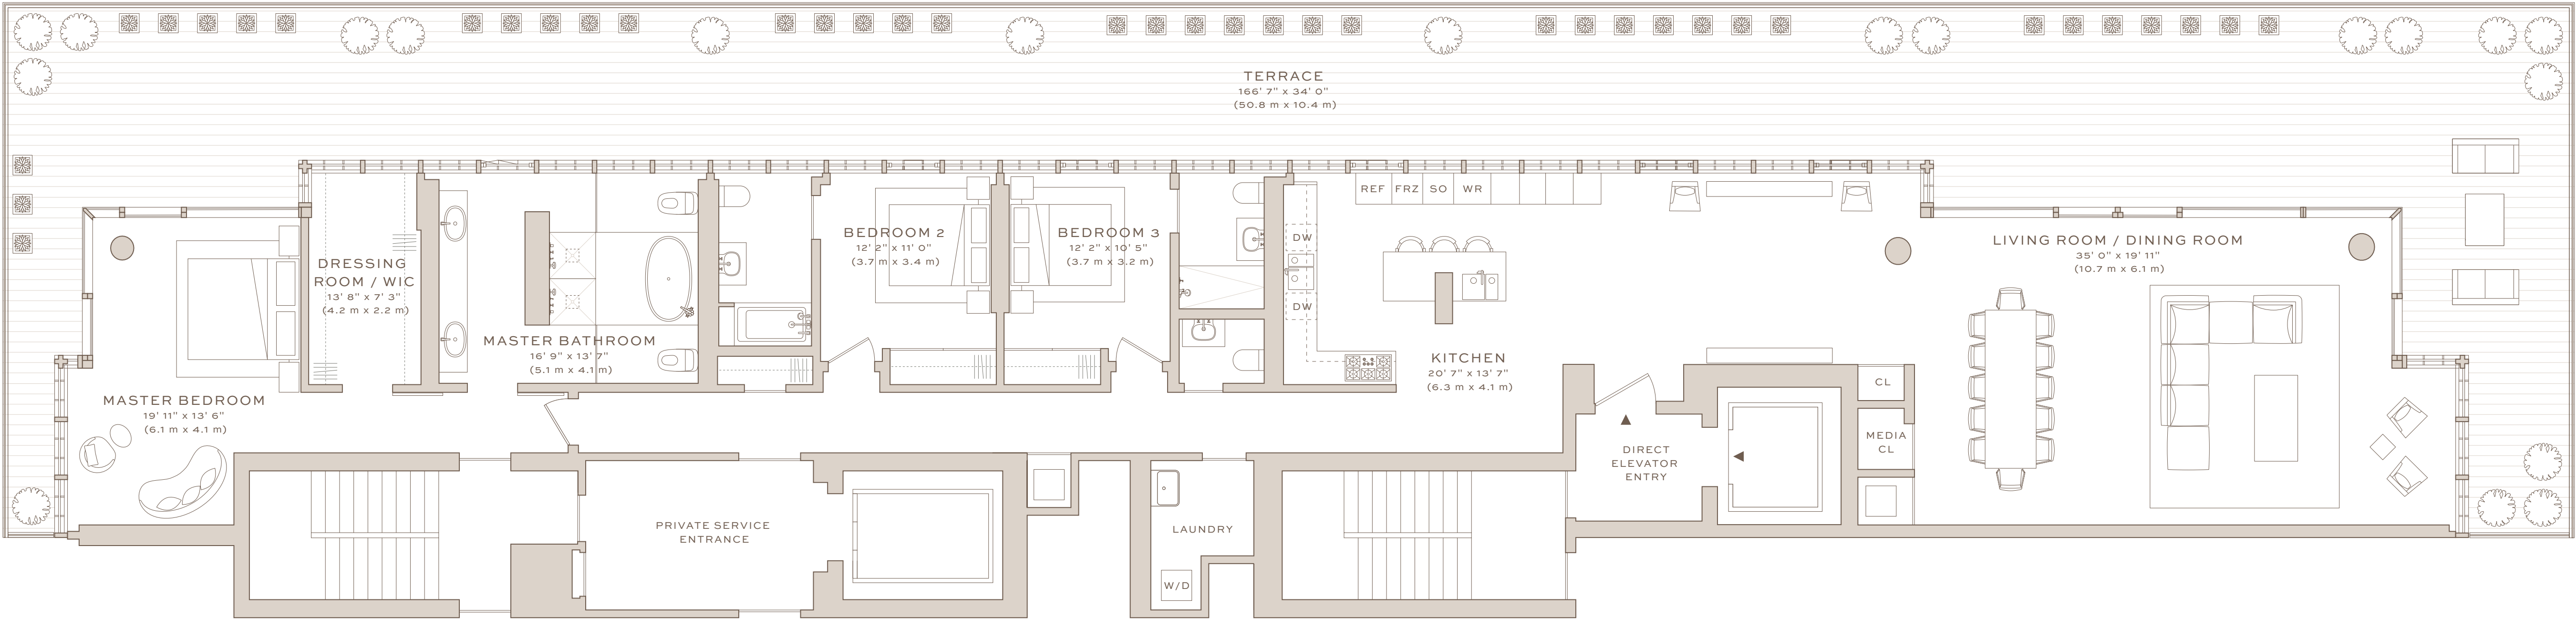 TERRACE
166' 7" x 34' 0"
(50.8 m x 10.4 m)
REF
FRZ
SO
WR
DW
DW
BEDROOM 2
12' 2" x 11' 0"
(3.7 m x 3.4 m)
BEDROOM 3
12' 2" x 10' 5"
(3.7 m x 3.2 m)
LIVING ROOM / DINING ROOM
35' 0" x 19' 11"
(10.7 m x 6.1 m)
DRESSING
ROOM / WIC
13' 8" x 7' 3"
(4.2 m x 2.2 m)
MASTER BATHROOM
16' 9" x 13' 7"
(5.1 m x 4.1 m)
KITCHEN
20' 7" x 13' 7"
(6.3 m x 4.1 m)
MASTER BEDROOM
19' 11" x 13' 6"
(6.1 m x 4.1 m)
CL
MEDIA
CL
DIRECT
ELEVATOR
ENTRY
PRIVATE SERVICE
ENTRANCE
LAUNDRY
W/D